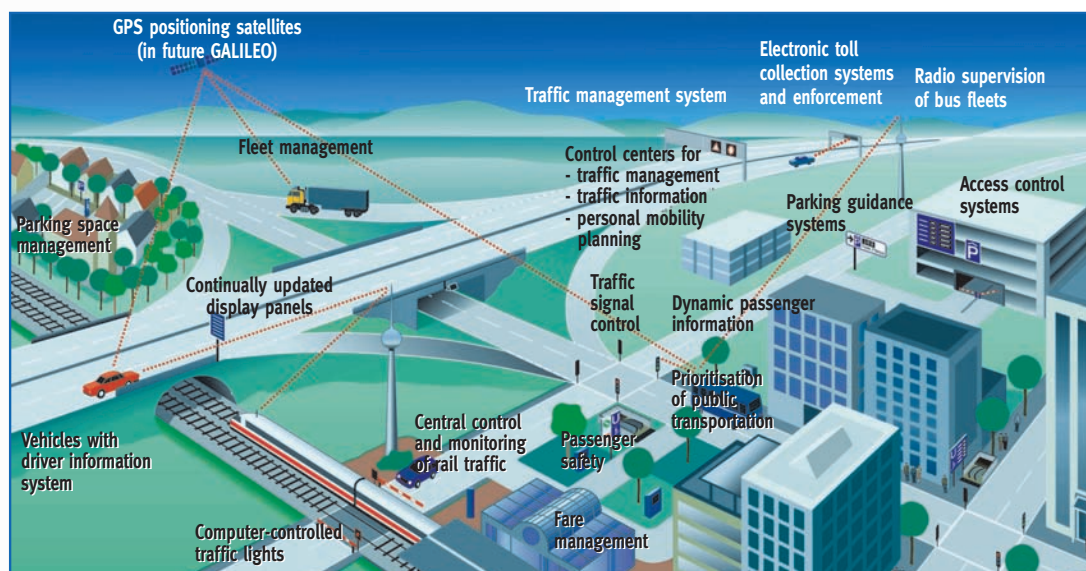 GPS positioning satellites
(in future GALILEO)
Electronic toll
collection systems
and enforcement
Radio supervision
of bus fleets
Traffic management system
Fleet management
Control centers for
- traffic management
- traffic information
- personal mobility
planning
Parking guidance
systems
Access control
systems
Parking space
management
Continually updated
display panels
Traffic
signal
control
Dynamic passenger
information
Prioritisation
of public
transportation
Vehicles with
driver information
system
Central control
and monitoring
of rail traffic
Passenger
safety
Computer-controlled
traffic lights
Fare
management
P
P